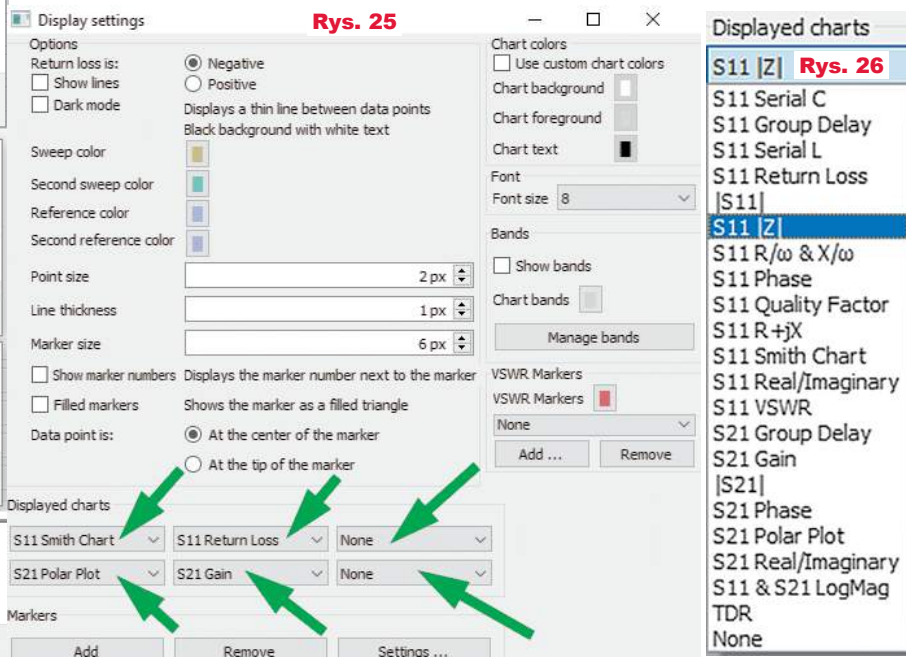 Display settings
Rys. 25
Options
Return loss is:
Negative
Show lines
Positive
Dark mode
Displays a thin line between data points
Black background with white text
Sweep color
Second sweep color
Reference color
Second reference color
Point size
2 px
Line thickness
1 px
Marker size
6 px
Show marker numbers Displays the marker number next to the marker
Filled markers Shows the marker as a filled triangle
Data point is:
At the center of the marker
At the tip of the marker
Chart colors
Use custom chart colors
Chart background
Chart foreground
Chart text
Font
Font size 8
Bands
Show bands
Chart bands
Manage bands
VSWR Markers
VSWR Markers
None
Add ... Remove
Displayed charts
S11 Smith Chart S11 Return Loss None
S21 Polar Plot S21 Gain None
Markers
Add Remove Settings ...
Displayed charts
S11 |Z| Rys. 26
S11 Serial C
S11 Group Delay
S11 Serial L
S11 Return Loss
|S11|
S11 |Z|
S11 R/ω & X/ω
S11 Phase
S11 Quality Factor
S11 R+jX
S11 Smith Chart
S11 Real/Imaginary
S11 VSWR
S21 Group Delay
S21 Gain
|S21|
S21 Phase
S21 Polar Plot
S21 Real/Imaginary
S11 & S21 LogMag
TDR
None